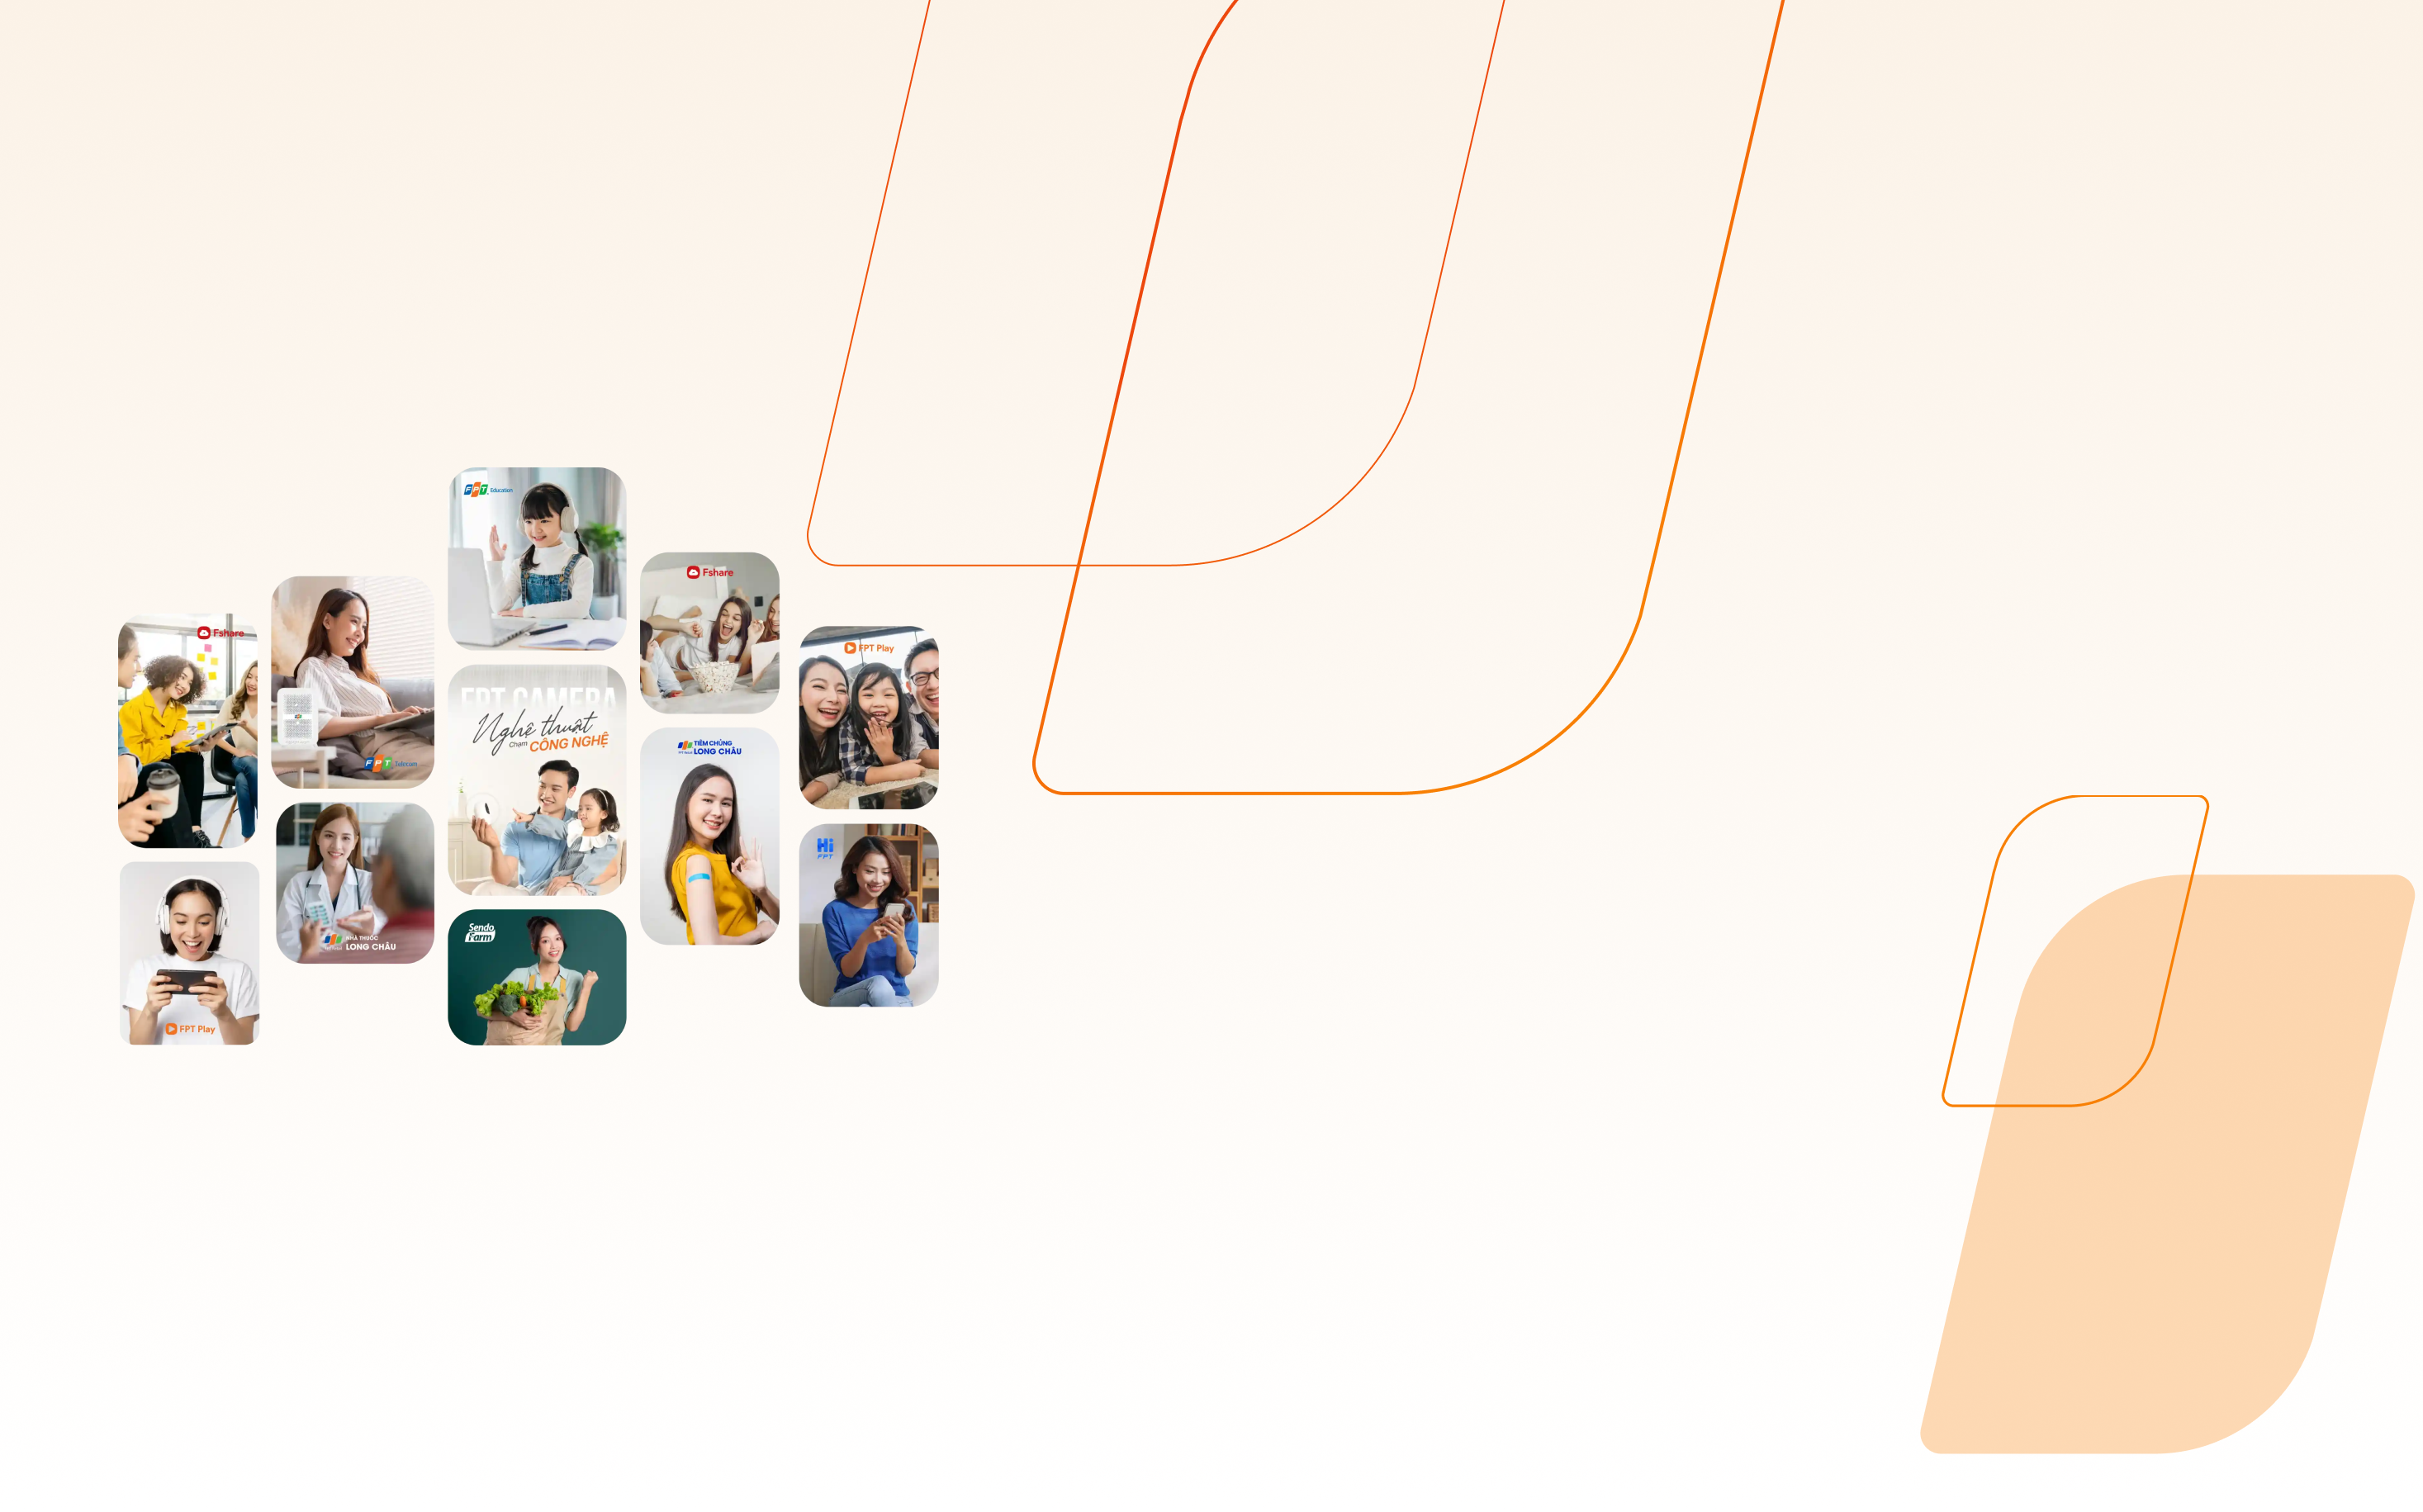 Fshare
FPT Play
FPT Education
NHÀ THUỐC
LONG CHÂU
FPT Education
FPT CAMERA
Nghệ thuật
Chạm CÔNG NGHỆ
Sendo
Farm
Fshare
TIÊM CHỦNG
LONG CHÂU
FPT Play
Hi
FPT